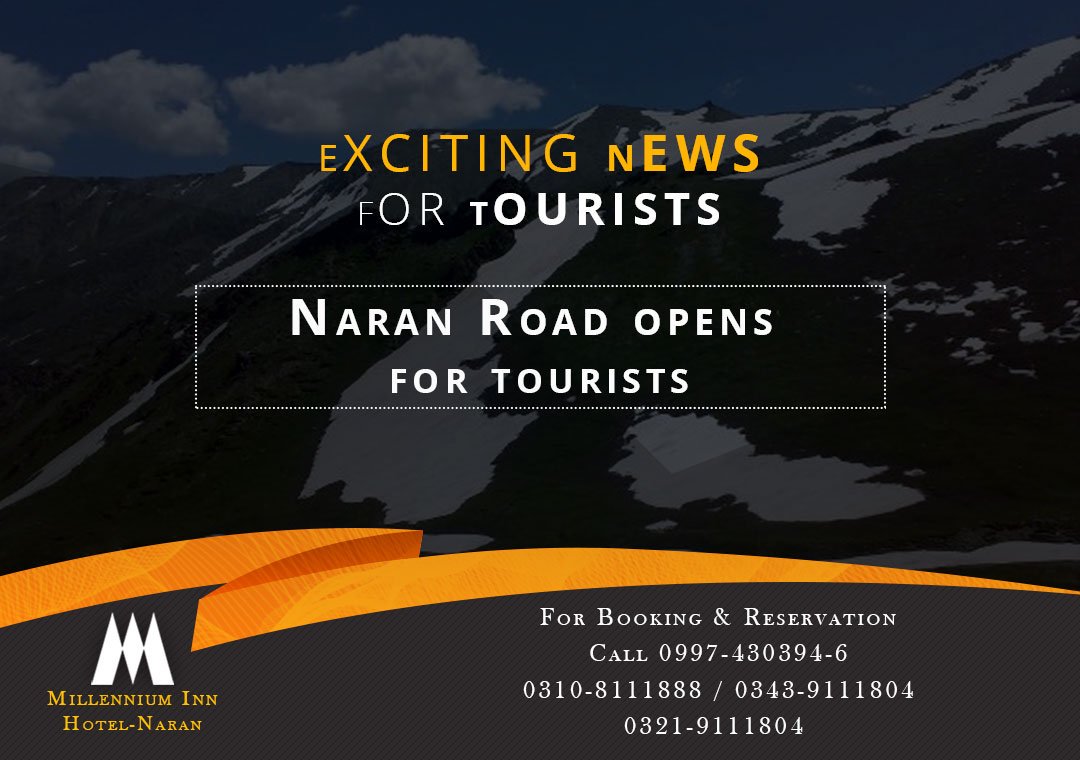 eXCITING nEWS
fOR tOURISTS
Naran Road opens
for tourists
For Booking & Reservation
Call 0997-430394-6
0310-8111888 / 0343-9111804
0321-9111804
Millennium Inn
Hotel-Naran